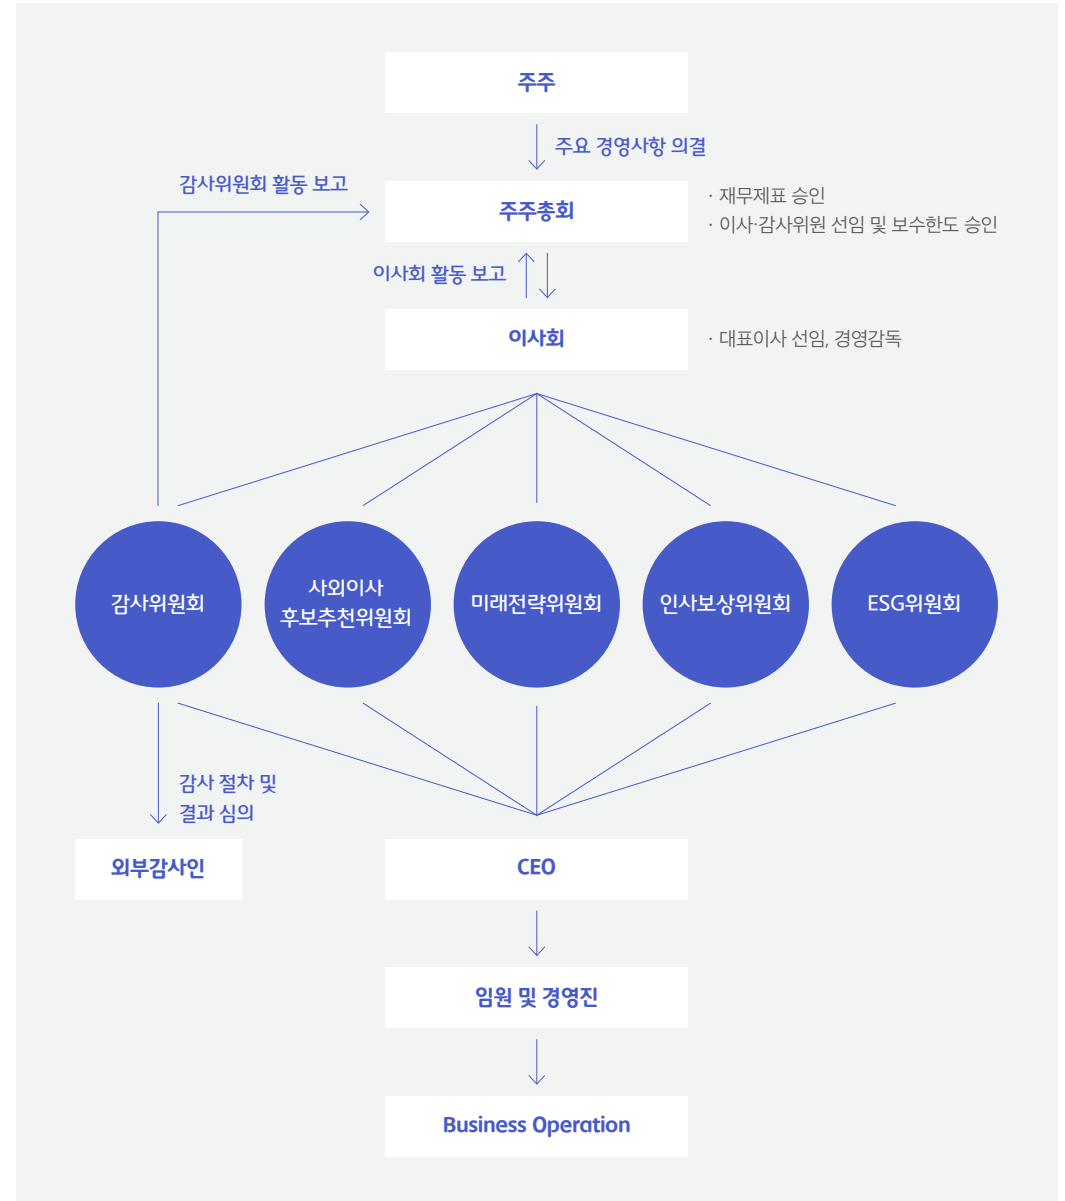 주주
주요 경영사항 의결
감사위원회 활동 보고
주주총회
· 재무제표 승인
· 이사·감사위원 선임 및 보수한도 승인
이사회 활동 보고
이사회
· 대표이사 선임, 경영감독
감사위원회
사외이사
후보추천위원회
미래전략위원회
인사보상위원회
ESG위원회
감사 절차 및
결과 심의
외부감사인
CEO
임원 및 경영진
Business Operation